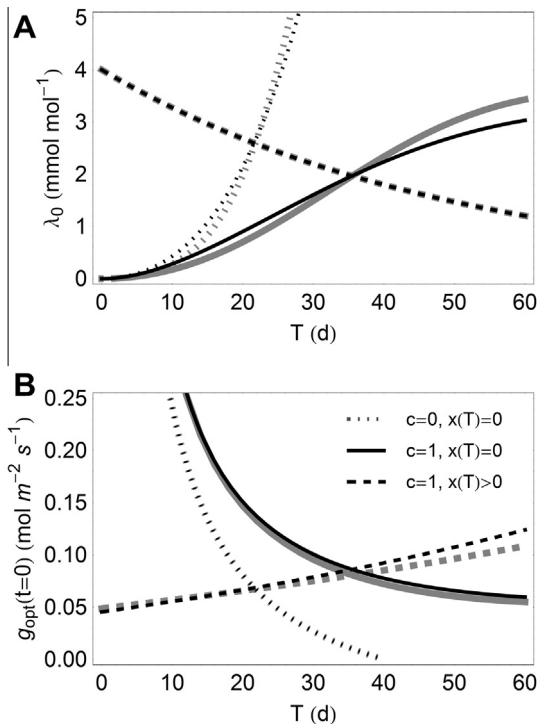 A
5
4
3
2
1
0
λ₀ (mmol mol⁻¹)
0 10 20 30 40 50 60
T (d)
B
0.25
0.20
0.15
0.10
0.05
0.00
gopt(t=0) (mol m⁻² s⁻¹)
c=0, x(T)=0
c=1, x(T)=0
c=1, x(T)>0
0 10 20 30 40 50 60
T (d)